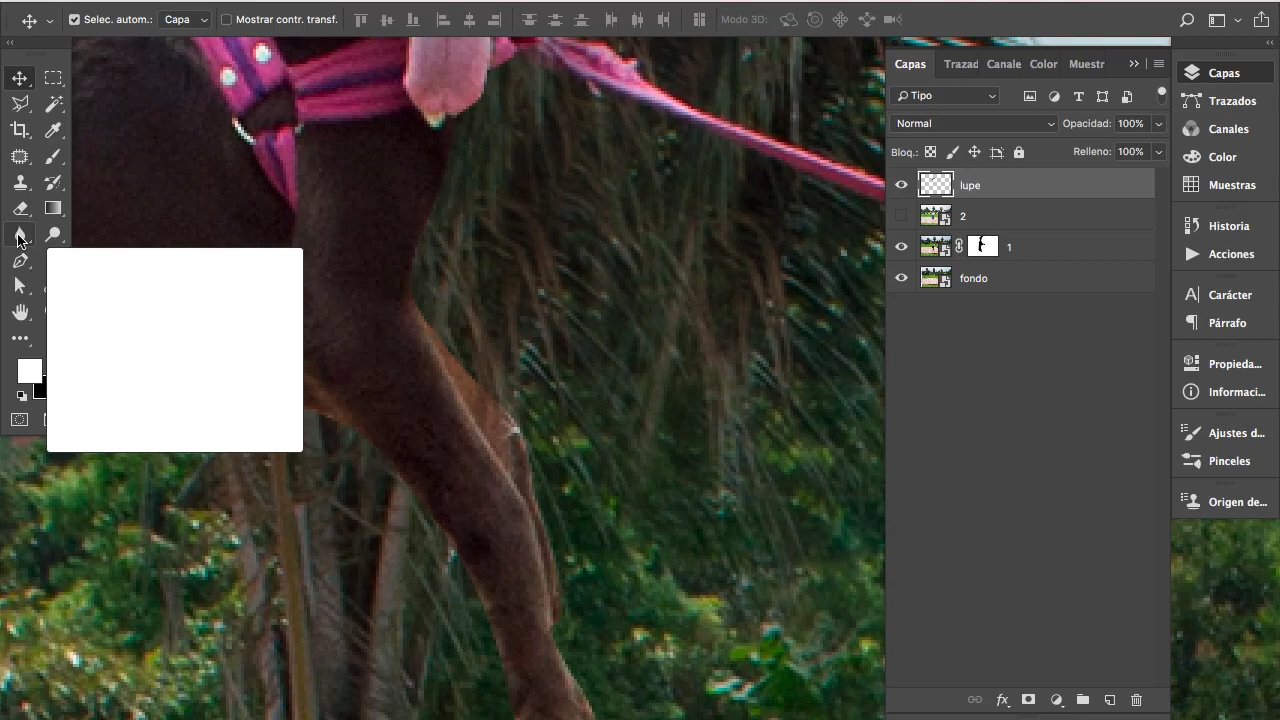 Selec. autom.: Capa Mostrar contr. transf. Modo 3D:
Capas Trazad Canale Color Muestr
Tipo
Normal Opacidad: 100%
Bloq.: Relleno: 100%
lupe
2
1
fondo
Capas
Trazados
Canales
Color
Muestras
Historia
Acciones
Carácter
Párrafo
Propieda...
Informaci...
Ajustes d...
Pinceles
Origen de...